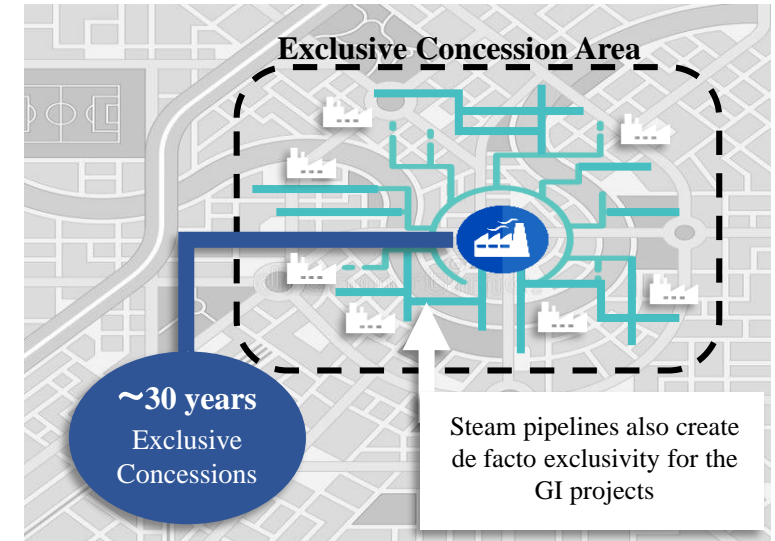 Exclusive Concession Area
~30 years
Exclusive
Concessions
Steam pipelines also create
de facto exclusivity for the
GI projects